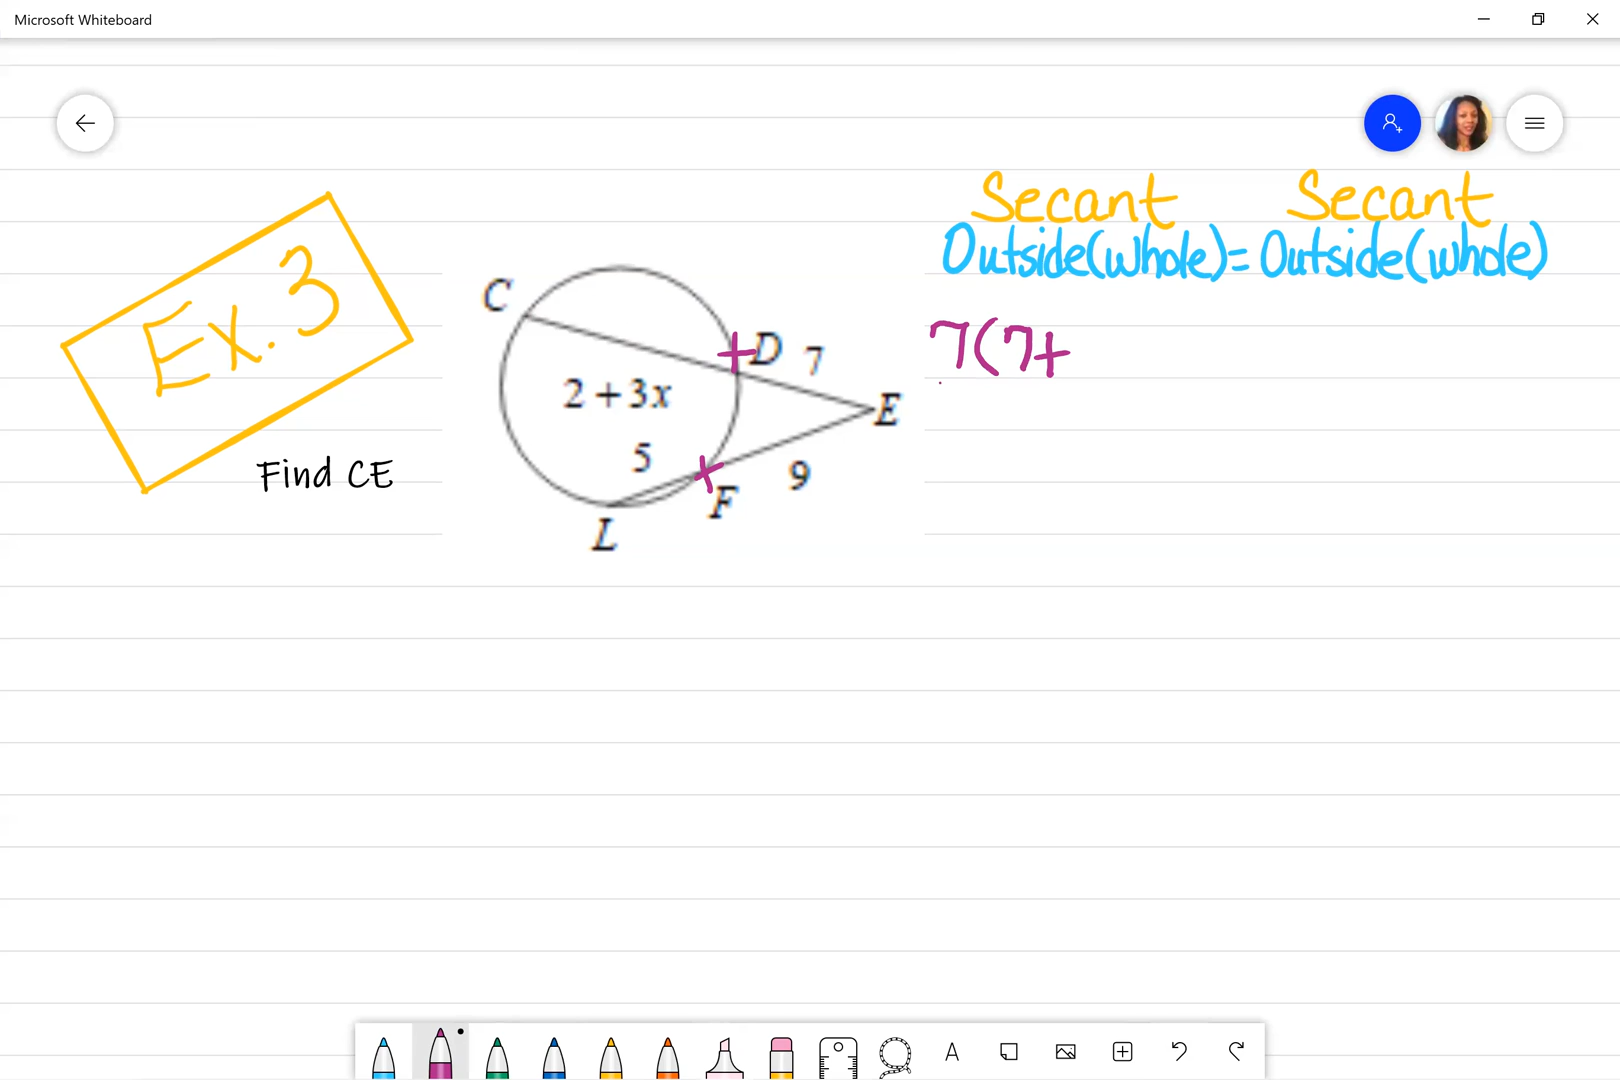 Microsoft Whiteboard
Secant Secant
Outside(whole)=Outside(whole)
Ex. 3
C
7(7+
D 7
2 + 3x
E
5
Find CE
9
F
L
A